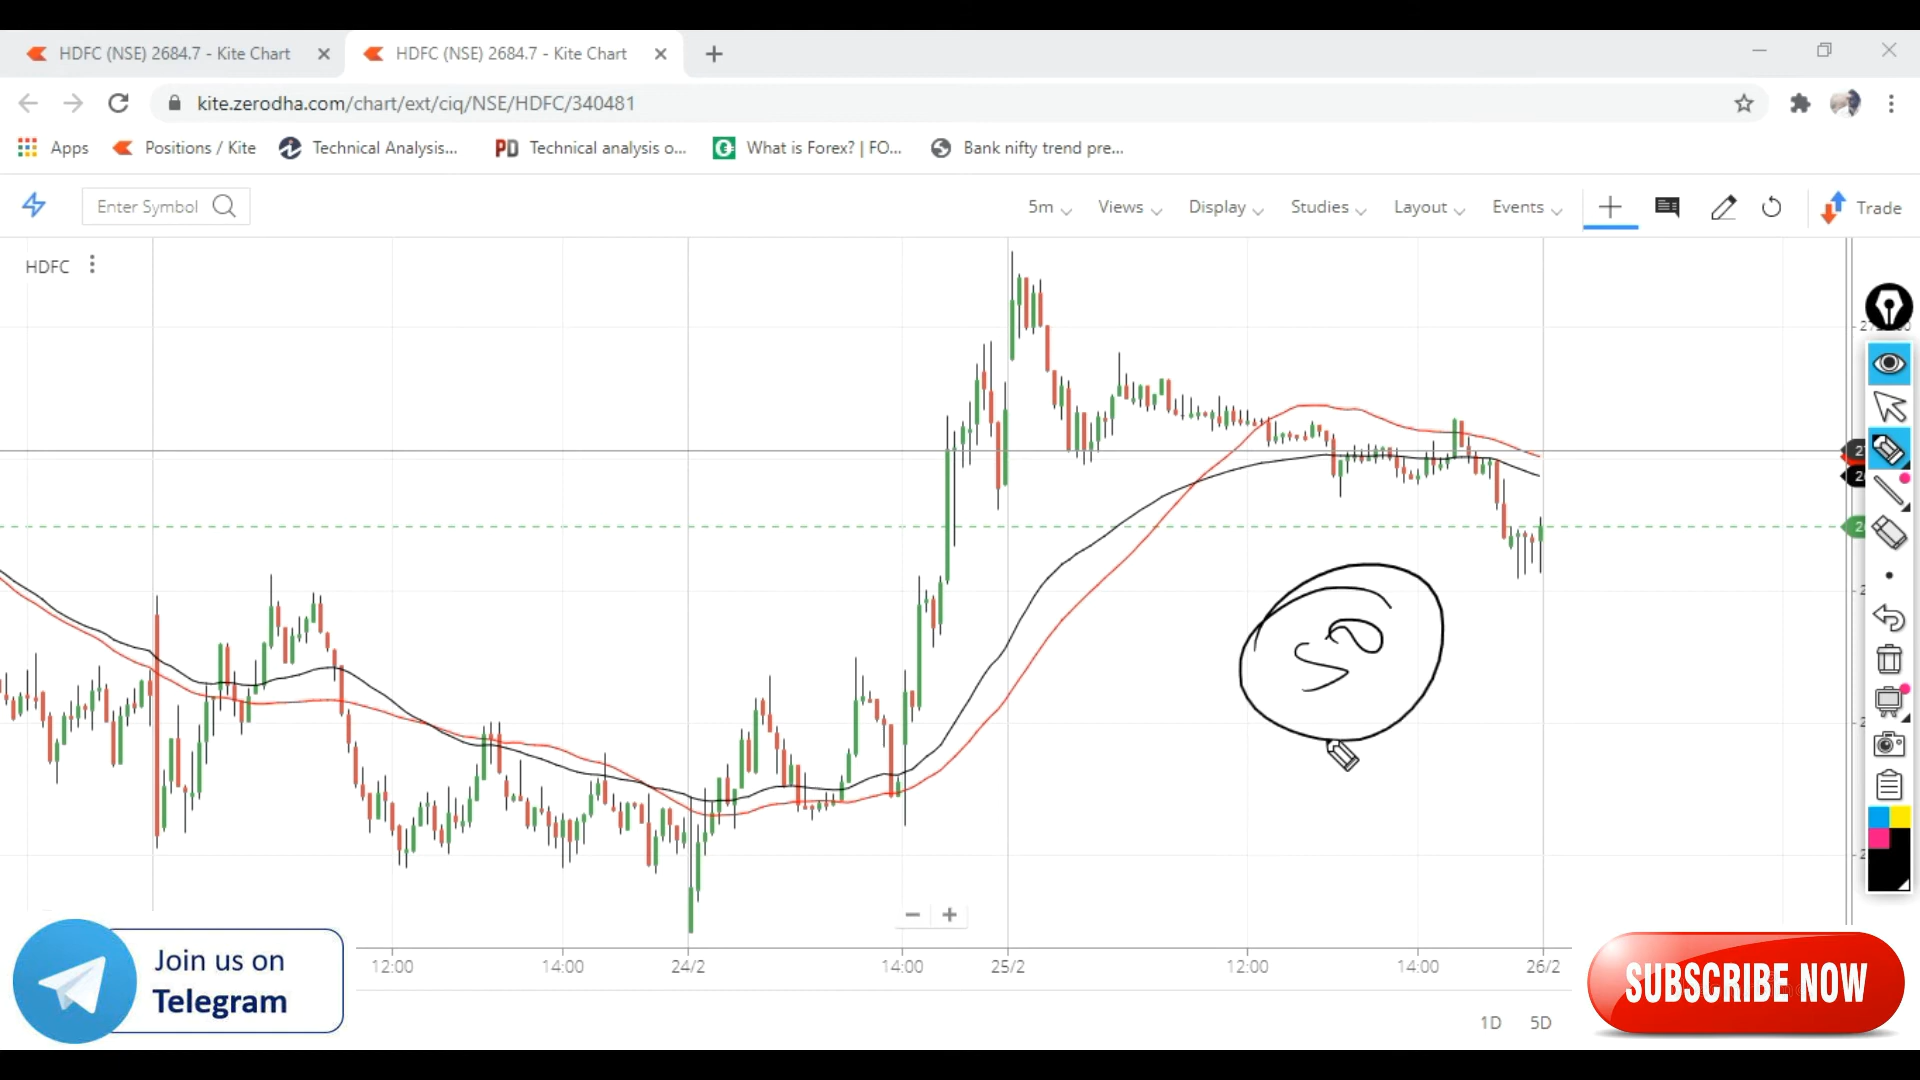 HDFC (NSE) 2684.7 - Kite Chart
HDFC (NSE) 2684.7 - Kite Chart
kite.zerodha.com/chart/ext/ciq/NSE/HDFC/340481
Apps Positions / Kite Technical Analysis... Technical analysis o... What is Forex? | FO... Bank nifty trend pre...
Enter Symbol 5m Views Display Studies Layout Events Trade
HDFC
12:00 14:00 24/2 14:00 25/2 12:00 14:00 26/2
1D 5D
Join us on
Telegram
SUBSCRIBE NOW